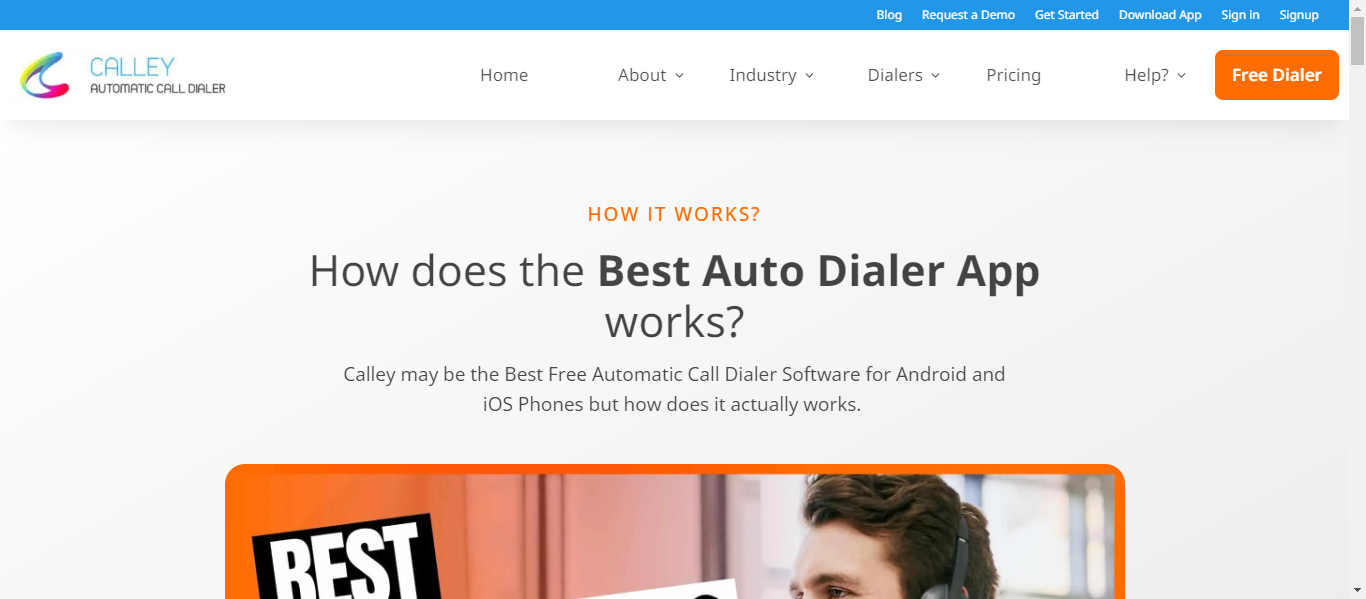 Blog Request a Demo Get Started Download App Sign in Signup
CALLEY
AUTOMATIC CALL DIALER
Home About Industry Dialers Pricing Help? Free Dialer
HOW IT WORKS?
How does the Best Auto Dialer App
works?
Calley may be the Best Free Automatic Call Dialer Software for Android and
iOS Phones but how does it actually works.
BEST